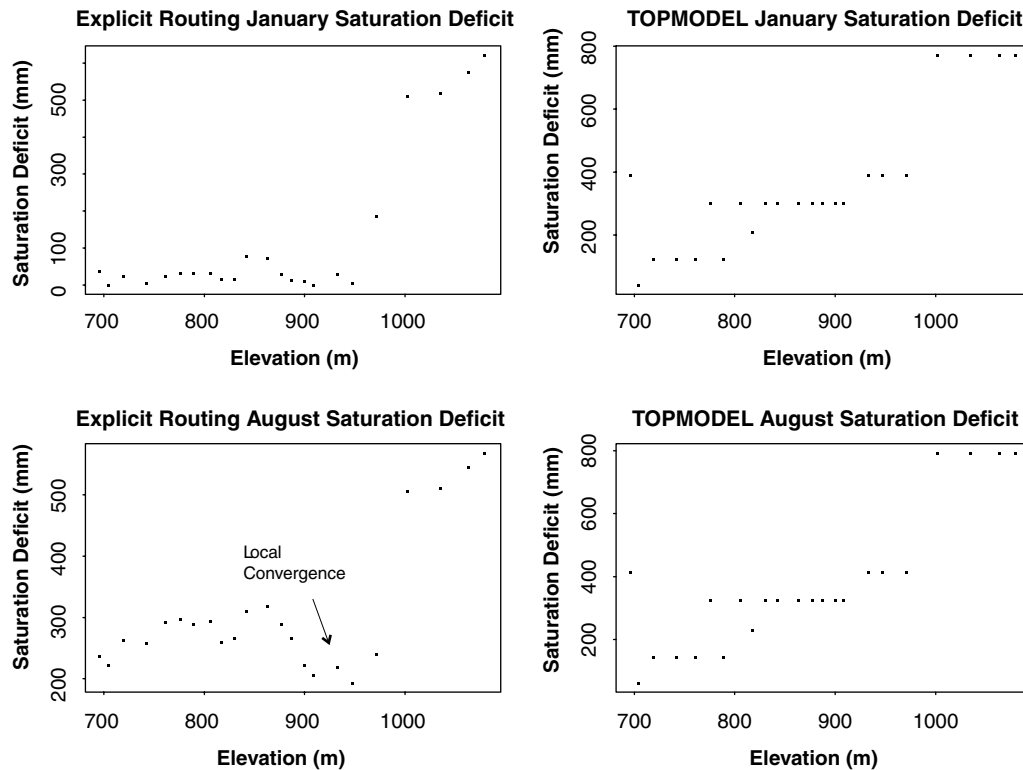 Explicit Routing January Saturation Deficit
Saturation Deficit (mm)
500
300
100
0
700 800 900 1000
Elevation (m)
TOPMODEL January Saturation Deficit
Saturation Deficit (mm)
800
600
400
200
700 800 900 1000
Elevation (m)
Explicit Routing August Saturation Deficit
Saturation Deficit (mm)
500
400
300
200
Local
Convergence
700 800 900 1000
Elevation (m)
TOPMODEL August Saturation Deficit
Saturation Deficit (mm)
800
600
400
200
700 800 900 1000
Elevation (m)